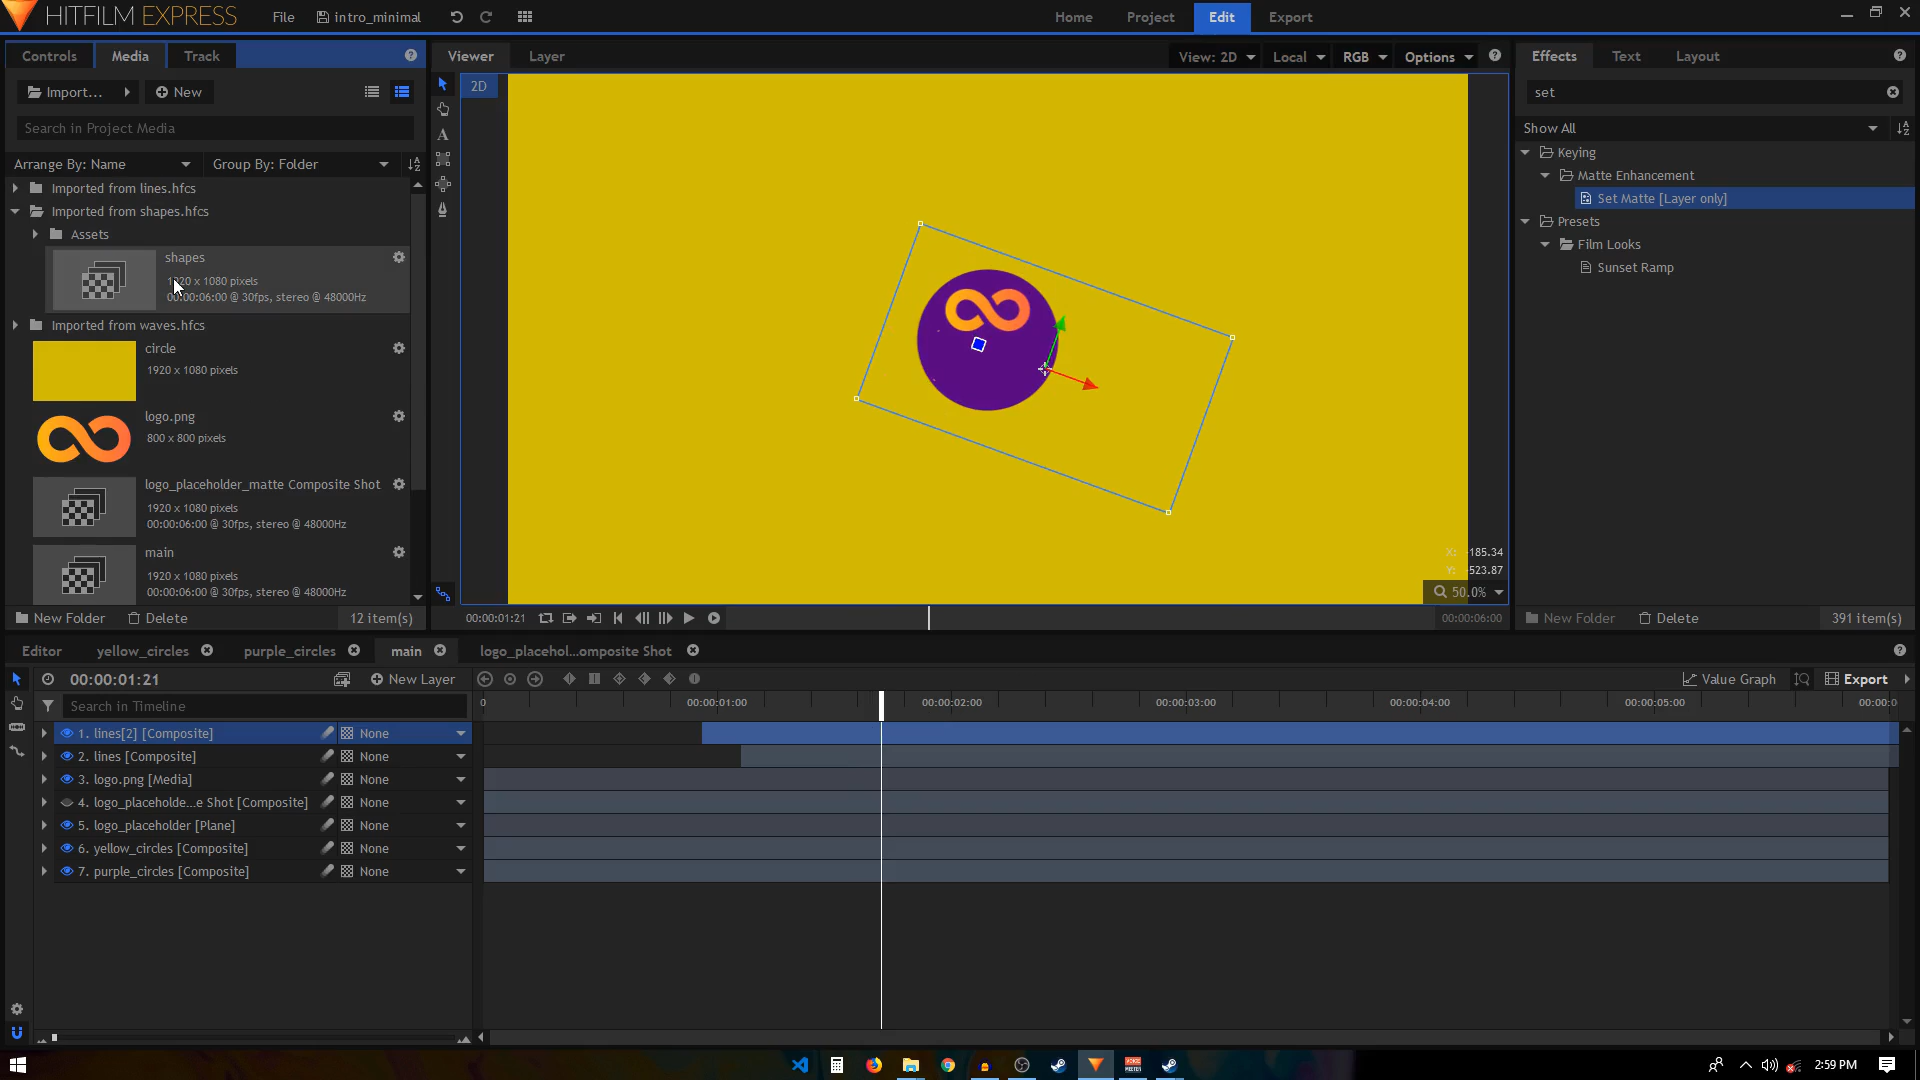 HITFILM EXPRESS
File
intro_minimal
Home
Project
Edit
Export
Controls
Media
Track
Viewer
Layer
View: 2D
Local
RGB
Options
Effects
Text
Layout
Import...
New
2D
set
Search in Project Media
Show All
Arrange By: Name
Group By: Folder
Keying
Matte Enhancement
Set Matte [Layer only]
Presets
Film Looks
Sunset Ramp
Imported from lines.hfcs
Imported from shapes.hfcs
Assets
shapes
1920 x 1080 pixels
00:00:06:00 @ 30fps, stereo @ 48000Hz
Imported from waves.hfcs
circle
1920 x 1080 pixels
logo.png
800 x 800 pixels
logo_placeholder_matte Composite Shot
1920 x 1080 pixels
00:00:06:00 @ 30fps, stereo @ 48000Hz
main
1920 x 1080 pixels
00:00:06:00 @ 30fps, stereo @ 48000Hz
X: -185.34
Y: -523.87
50.0%
New Folder
Delete
12 item(s)
00:00:01:21
00:00:06:00
New Folder
Delete
391 item(s)
Editor
yellow_circles
purple_circles
main
logo_placehol...omposite Shot
00:00:01:21
New Layer
Value Graph
Export
Search in Timeline
0
00:00:01:00
00:00:02:00
00:00:03:00
00:00:04:00
00:00:05:00
00:00:0
1. lines[2] [Composite]
None
2. lines [Composite]
None
3. logo.png [Media]
None
4. logo_placeholde...e Shot [Composite]
None
5. logo_placeholder [Plane]
None
6. yellow_circles [Composite]
None
7. purple_circles [Composite]
None
2:59 PM